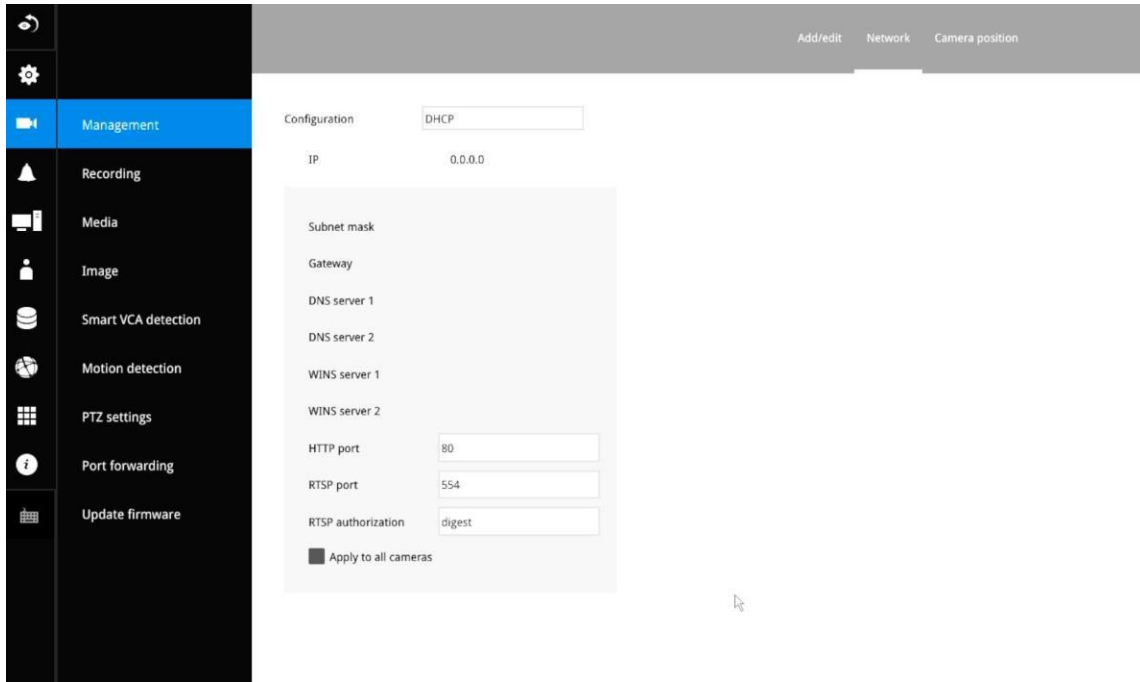 Add/edit Network Camera position
Management
Recording
Media
Image
Smart VCA detection
Motion detection
PTZ settings
Port forwarding
Update firmware
Configuration DHCP
IP 0.0.0.0
Subnet mask
Gateway
DNS server 1
DNS server 2
WINS server 1
WINS server 2
HTTP port 80
RTSP port 554
RTSP authorization digest
Apply to all cameras